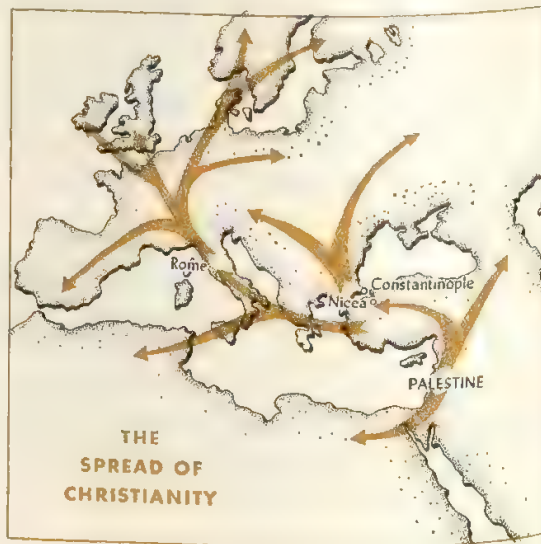 Rome
Constantinople
Nicea
PALESTINE
THE
SPREAD OF
CHRISTIANITY